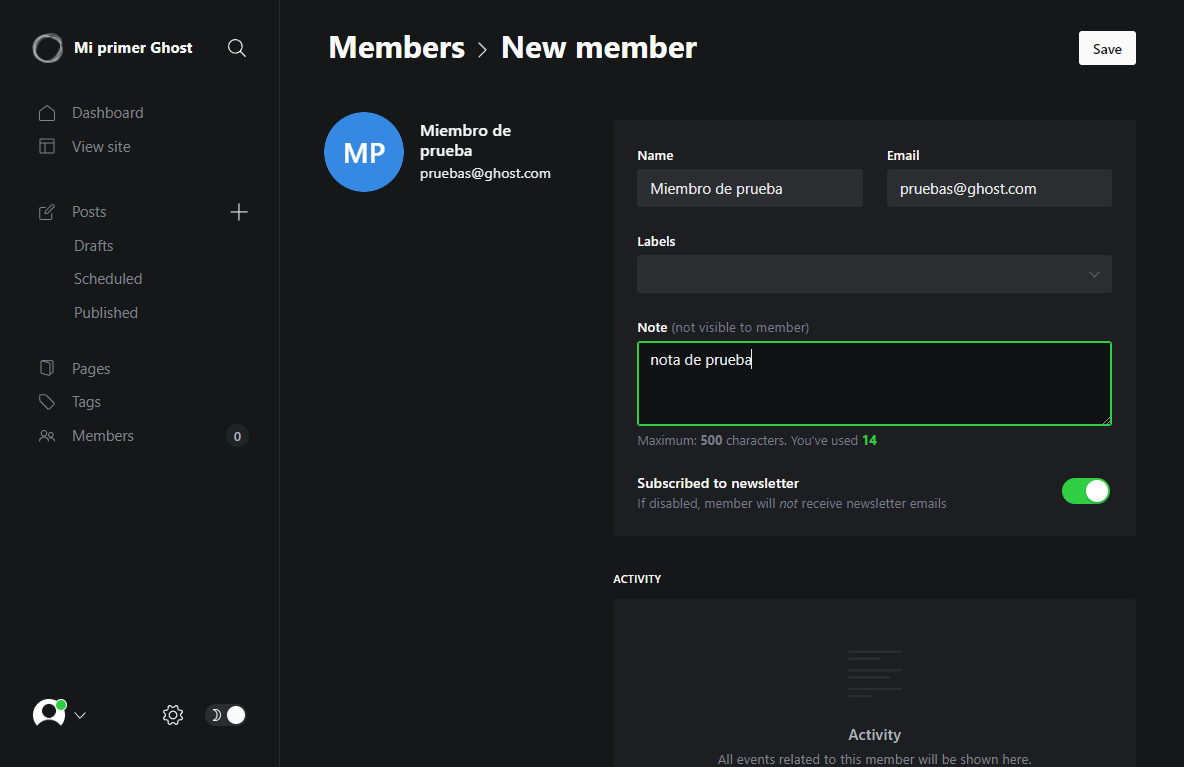 Mi primer Ghost
Dashboard
View site
Posts
Drafts
Scheduled
Published
Pages
Tags
Members 0
Members > New member
Save
MP
Miembro de
prueba
pruebas@ghost.com
Name
Miembro de prueba
Email
pruebas@ghost.com
Labels
Note (not visible to member)
nota de prueba
Maximum: 500 characters. You've used 14
Subscribed to newsletter
If disabled, member will not receive newsletter emails
ACTIVITY
Activity
All events related to this member will be shown here.